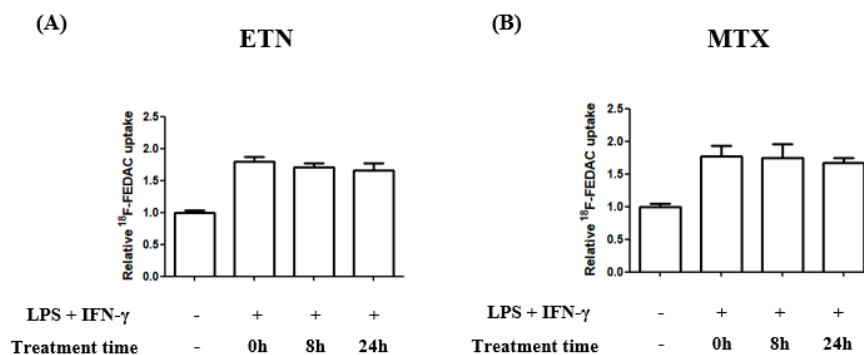 (A)
ETN
Relative ¹⁸F-FEDAC uptake
2.5
2.0
1.5
1.0
0.5
0.0
LPS + IFN-γ - + + +
Treatment time - 0h 8h 24h
(B)
MTX
Relative ¹⁸F-FEDAC uptake
2.5
2.0
1.5
1.0
0.5
0.0
LPS + IFN-γ - + + +
Treatment time - 0h 8h 24h